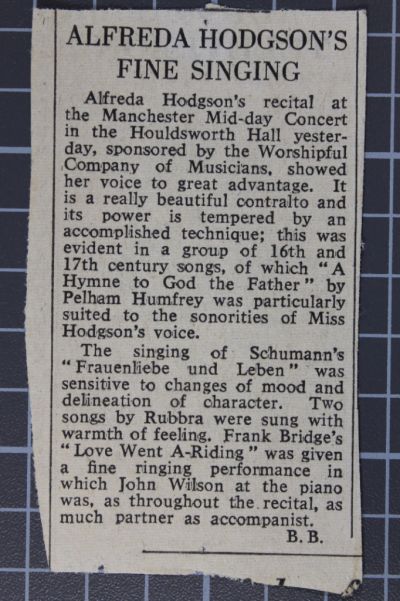 ALFREDA HODGSON'S
FINE SINGING
Alfreda Hodgson's recital at
the Manchester Mid-day Concert
in the Houldsworth Hall yester-
day, sponsored by the Worshipful
Company of Musicians, showed
her voice to great advantage. It
is a really beautiful contralto and
its power is tempered by an
accomplished technique; this was
evident in a group of 16th and
17th century songs, of which "A
Hymne to God the Father" by
Pelham Humfrey was particularly
suited to the sonorities of Miss
Hodgson's voice.
The singing of Schumann's
"Frauenliebe und Leben" was
sensitive to changes of mood and
delineation of character. Two
songs by Rubbra were sung with
warmth of feeling. Frank Bridge's
"Love Went A-Riding" was given
a fine ringing performance in
which John Wilson at the piano
was, as throughout the recital, as
much partner as accompanist.
B. B.